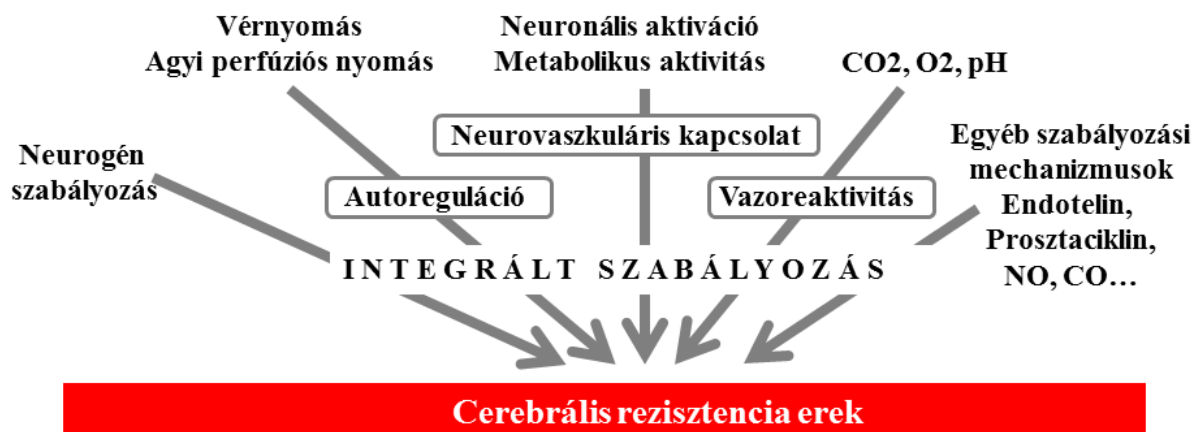 Vérnyomás
Agyi perfúziós nyomás
Neuronális aktiváció
Metabolikus aktivitás
CO2, O2, pH
Neurogén
szabályozás
Autoreguláció
Neurovaszkuláris kapcsolat
Vazoreaktivitás
Egyéb szabályozási
mechanizmusok
Endotelin,
Prosztaciklin,
NO, CO…
INTEGRÁLT SZABÁLYOZÁS
Cerebrális rezisztencia erek